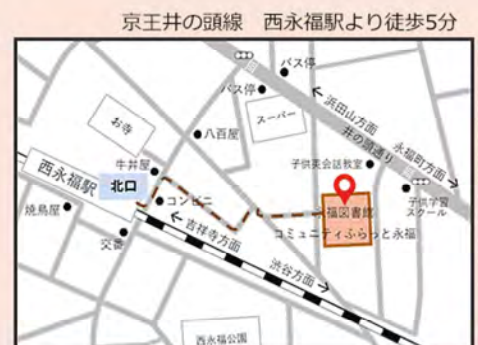 京王井の頭線　西永福駅より徒歩5分
バス停
バス停
スーパー
←浜田山方面
井の頭通り
永福町方面→
お寺
八百屋
牛丼屋
子供英会話教室
子供学習
スクール
西永福駅
北口
コンビニ
福図書館
コミュニティふらっと永福
焼鳥屋
交番
←吉祥寺方面
渋谷方面→
西永福公園